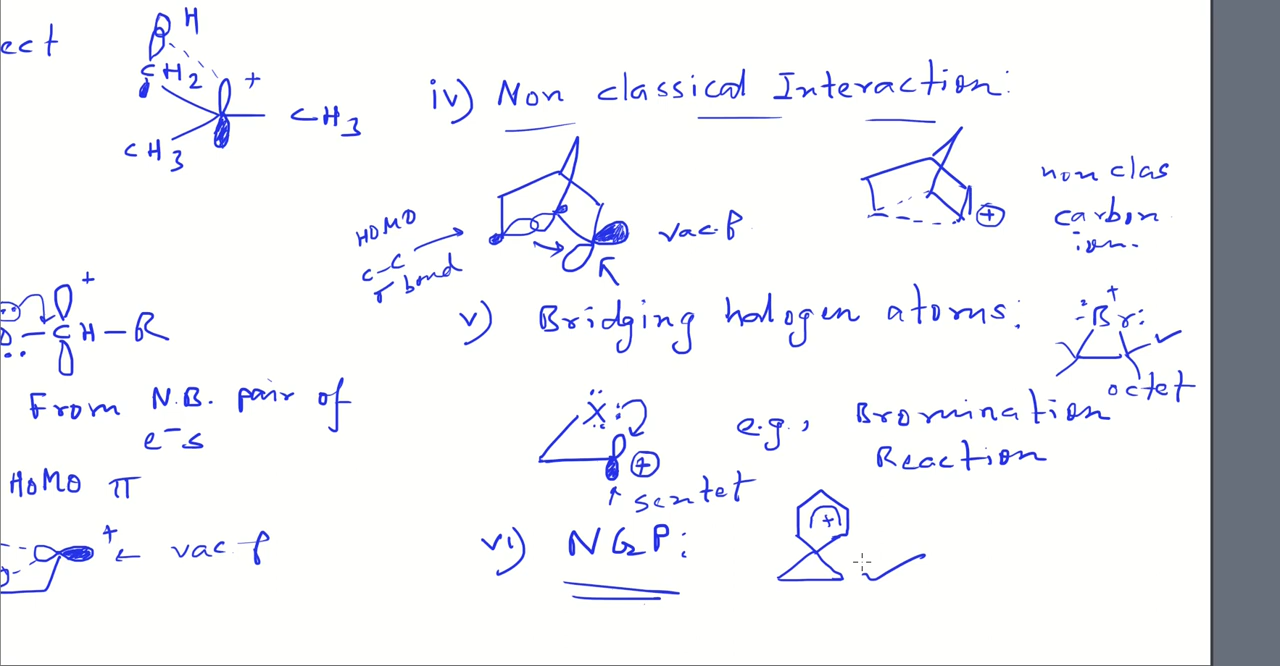 ect
H
CH2
+
CH3
CH3
iv) Non classical Interaction:
HOMO
C-C
σ bond
vac. p
+
non clas
carbon
ion.
+
CH-R
From N.B. pair of
e⁻s
HOMO π
+
vac. p
v) Bridging halogen atoms:
+
:Br:
octet
X:
+
sextet
e.g., Bromination
Reaction
vi) NGP:
(+)